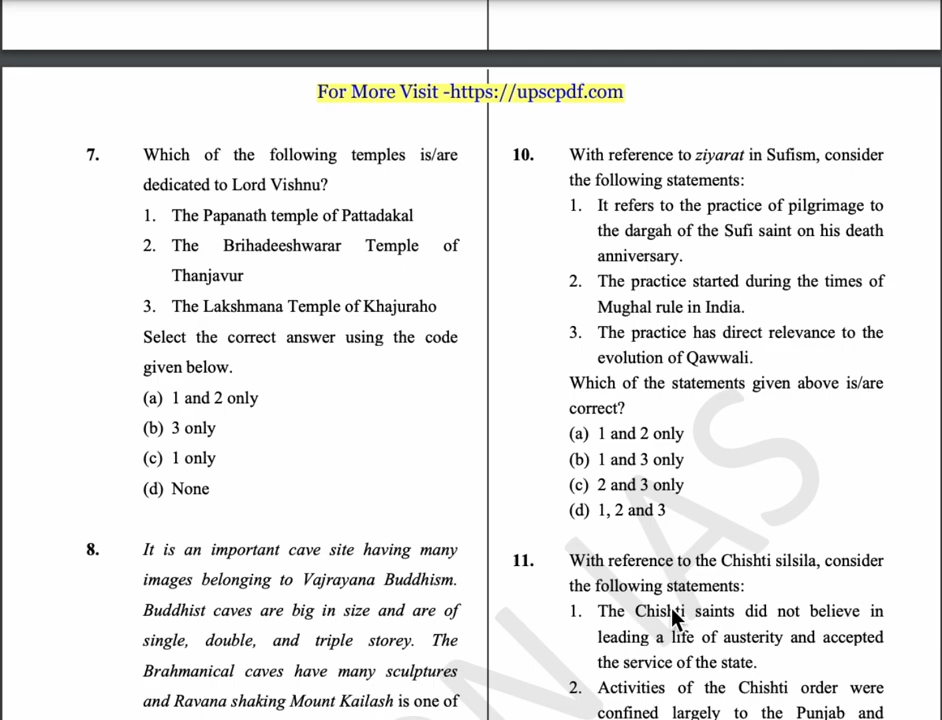 For More Visit -https://upscpdf.com
7. Which of the following temples is/are
dedicated to Lord Vishnu?
1. The Papanath temple of Pattadakal
2. The Brihadeeshwarar Temple of
Thanjavur
3. The Lakshmana Temple of Khajuraho
Select the correct answer using the code
given below.
(a) 1 and 2 only
(b) 3 only
(c) 1 only
(d) None
8. It is an important cave site having many
images belonging to Vajrayana Buddhism.
Buddhist caves are big in size and are of
single, double, and triple storey. The
Brahmanical caves have many sculptures
and Ravana shaking Mount Kailash is one of
10. With reference to ziyarat in Sufism, consider
the following statements:
1. It refers to the practice of pilgrimage to
the dargah of the Sufi saint on his death
anniversary.
2. The practice started during the times of
Mughal rule in India.
3. The practice has direct relevance to the
evolution of Qawwali.
Which of the statements given above is/are
correct?
(a) 1 and 2 only
(b) 1 and 3 only
(c) 2 and 3 only
(d) 1, 2 and 3
11. With reference to the Chishti silsila, consider
the following statements:
1. The Chishti saints did not believe in
leading a life of austerity and accepted
the service of the state.
2. Activities of the Chishti order were
confined largely to the Punjab and